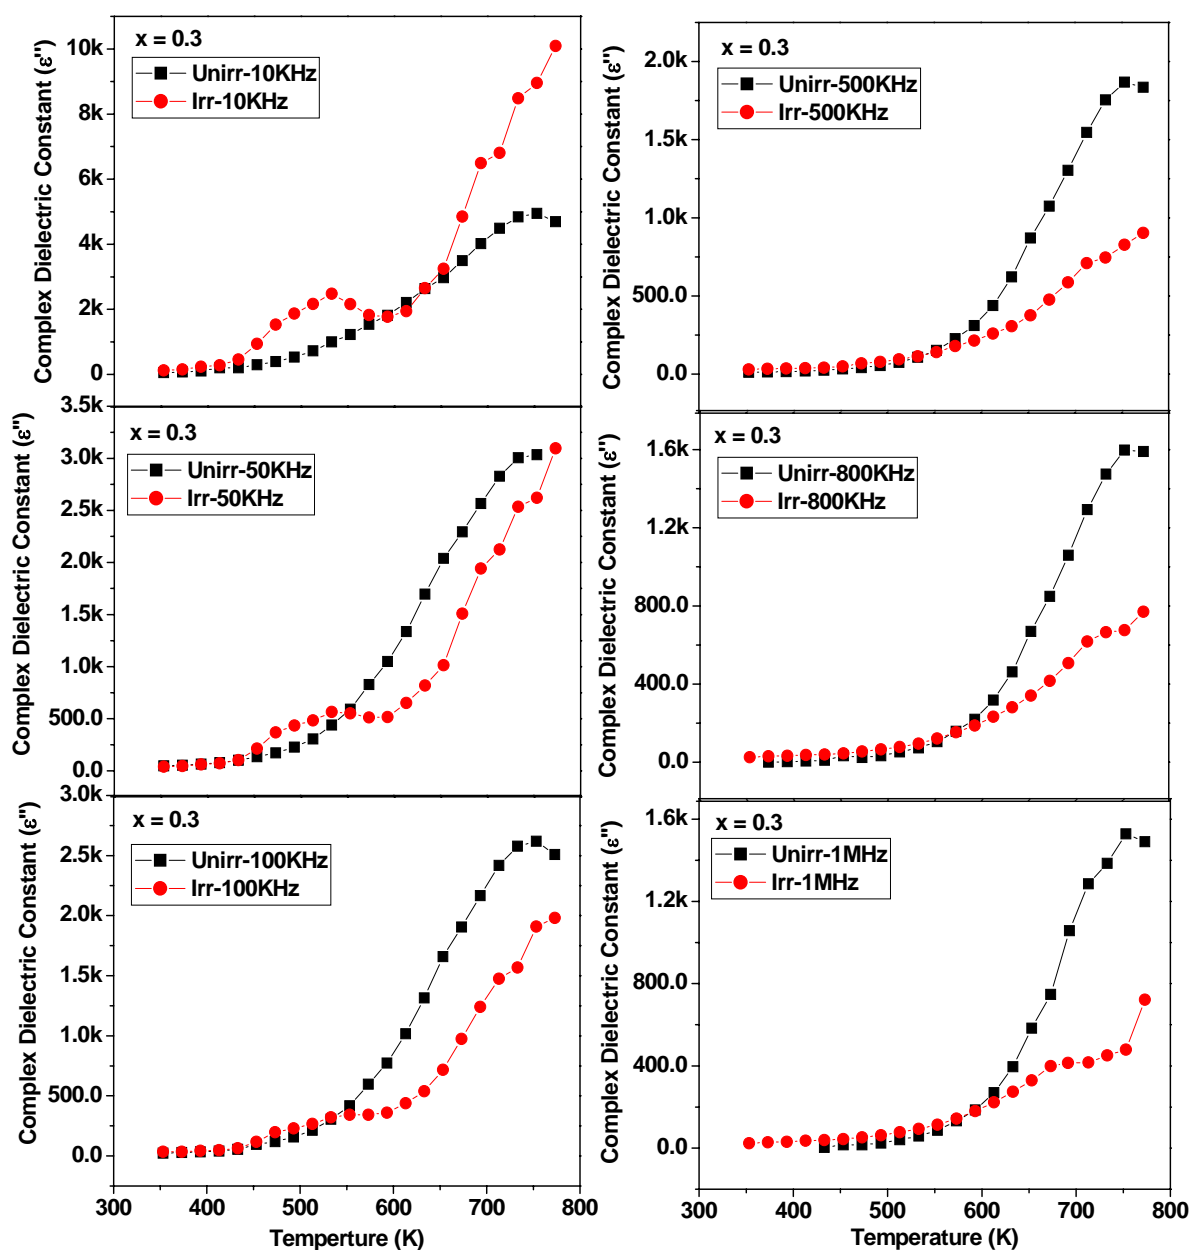 x = 0.3
Unirr-10KHz
Irr-10KHz
10k
8k
6k
4k
2k
0
Complex Dielectric Constant (ε")
x = 0.3
Unirr-50KHz
Irr-50KHz
3.5k
3.0k
2.5k
2.0k
1.5k
1.0k
500.0
0.0
Complex Dielectric Constant (ε")
x = 0.3
Unirr-100KHz
Irr-100KHz
3.0k
2.5k
2.0k
1.5k
1.0k
500.0
0.0
Complex Dielectric Constant (ε")
300 400 500 600 700 800
Temperture (K)
x = 0.3
Unirr-500KHz
Irr-500KHz
2.0k
1.5k
1.0k
500.0
0.0
Complex Dielectric Constant (ε")
x = 0.3
Unirr-800KHz
Irr-800KHz
1.6k
1.2k
800.0
400.0
0.0
Complex Dielectric Constant (ε")
x = 0.3
Unirr-1MHz
Irr-1MHz
1.6k
800.0
400.0
0.0
Complex Dielectric Constant (ε")
300 400 500 600 700 800
Temperature (K)